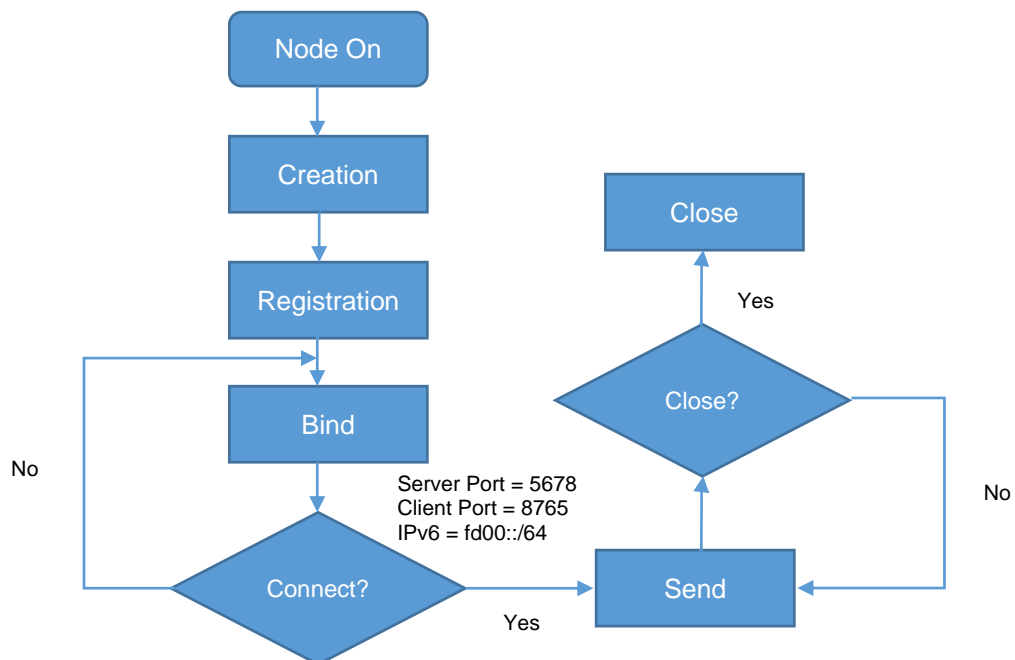 Node On
Creation
Registration
Bind
No
Server Port = 5678
Client Port = 8765
IPv6 = fd00::/64
Connect?
Yes
Send
No
Close?
Yes
Close